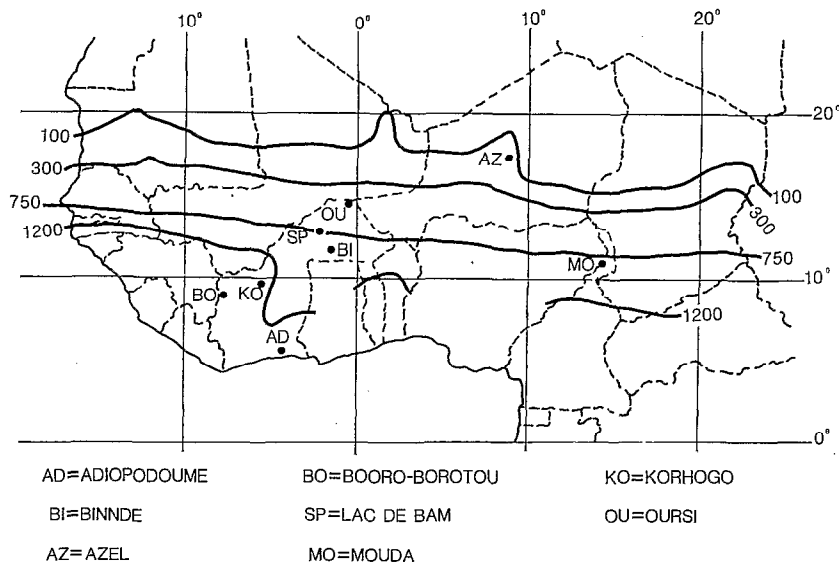 10° 0° 10° 20°
100 20°
AZ
300
750 OU 100
1200 SP 300
BI 750
MO
BO KO 10°
1200
AD
0°
AD=ADIOPODOUME BO=BOORO-BOROTOU KO=KORHOGO
BI=BINNDE SP=LAC DE BAM OU=OURSI
AZ=AZEL MO=MOUDA